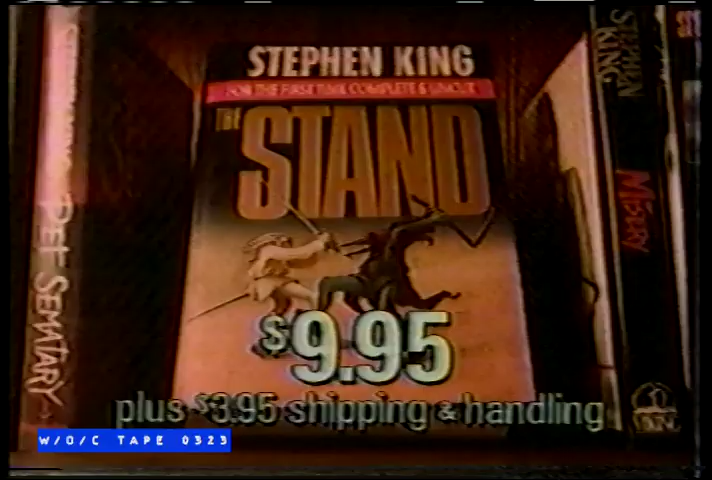 STEPHEN KING
FOR THE FIRST TIME COMPLETE & UNCUT
THE
STAND
$9.95
plus $3.95 shipping & handling
W/O/C TAPE 0323
PET SEMATARY
STEPHEN KING
MISERY